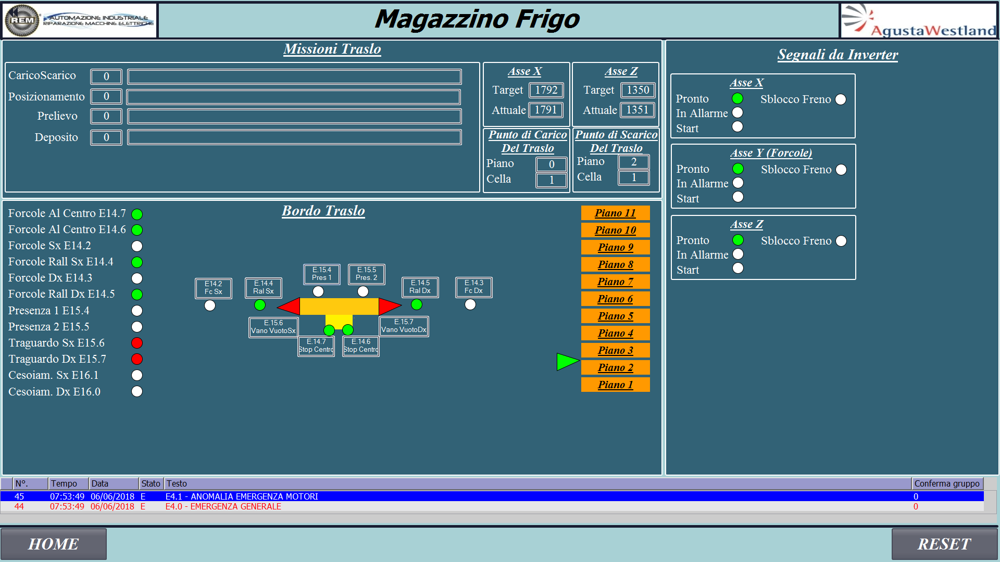 REM
AUTOMAZIONE INDUSTRIALE
RIPARAZIONE MACCHINE ELETTRICHE
Magazzino Frigo
AgustaWestland
Missioni Traslo
CaricoScarico 0
Posizionamento 0
Prelievo 0
Deposito 0
Asse X
Target 1792
Attuale 1791
Asse Z
Target 1350
Attuale 1351
Punto di Carico
Del Traslo
Piano 0
Cella 1
Punto di Scarico
Del Traslo
Piano 2
Cella 1
Segnali da Inverter
Asse X
Pronto Sblocco Freno
In Allarme
Start
Asse Y (Forcole)
Pronto Sblocco Freno
In Allarme
Start
Asse Z
Pronto Sblocco Freno
In Allarme
Start
Bordo Traslo
Forcole Al Centro E14.7
Forcole Al Centro E14.6
Forcole Sx E14.2
Forcole Rall Sx E14.4
Forcole Dx E14.3
Forcole Rall Dx E14.5
Presenza 1 E15.4
Presenza 2 E15.5
Traguardo Sx E15.6
Traguardo Dx E15.7
Cesoiam. Sx E16.1
Cesoiam. Dx E16.0
E14.2
Fc Sx
E.14.4
Ral Sx
E.15.4
Pres 1
E.15.5
Pres. 2
E.14.5
Ral Dx
E.14.3
Fc Dx
E.15.6
Vano VuotoSx
E.15.7
Vano VuotoDx
E.14.7
Stop Centro
E.14.6
Stop Centro
Piano 11
Piano 10
Piano 9
Piano 8
Piano 7
Piano 6
Piano 5
Piano 4
Piano 3
Piano 2
Piano 1
N°. Tempo Data Stato Testo Conferma gruppo
45 07:53:49 06/06/2018 E E4.1 - ANOMALIA EMERGENZA MOTORI 0
44 07:53:49 06/06/2018 E E4.0 - EMERGENZA GENERALE 0
HOME
RESET